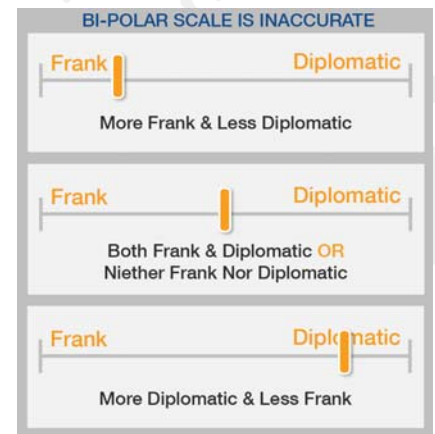 BI-POLAR SCALE IS INACCURATE
Frank Diplomatic
More Frank & Less Diplomatic
Frank Diplomatic
Both Frank & Diplomatic OR
Niether Frank Nor Diplomatic
Frank Diplomatic
More Diplomatic & Less Frank